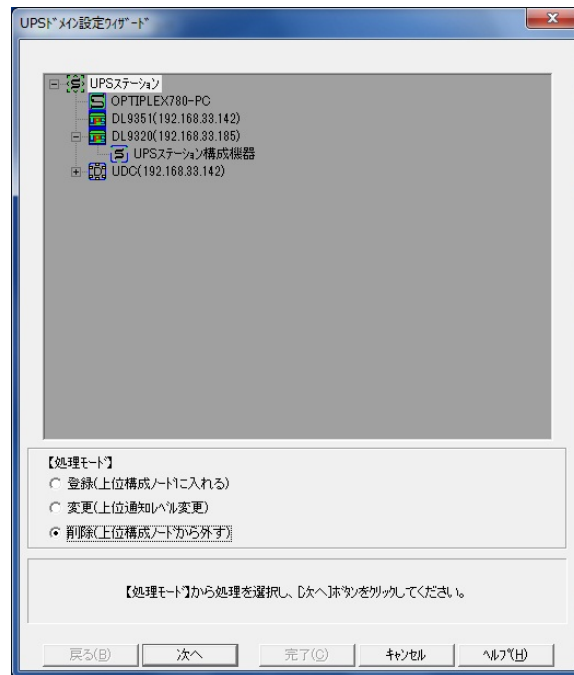 UPSﾄﾞﾒｲﾝ設定ｳｨｻﾞｰﾄﾞ
UPSｽﾃｰｼｮﾝ
OPTIPLEX780-PC
DL9351(192.168.33.142)
DL9320(192.168.33.185)
UPSｽﾃｰｼｮﾝ構成機器
UDC(192.168.33.142)
【処理ﾓｰﾄﾞ】
登録(上位構成ﾉｰﾄﾞに入れる)
変更(上位通知ﾚﾍﾞﾙ変更)
削除(上位構成ﾉｰﾄﾞから外す)
【処理ﾓｰﾄﾞ】から処理を選択し、[次へ]ﾎﾞﾀﾝをｸﾘｯｸしてください。
戻る(B)
次へ
完了(C)
ｷｬﾝｾﾙ
ﾍﾙﾌﾟ(H)